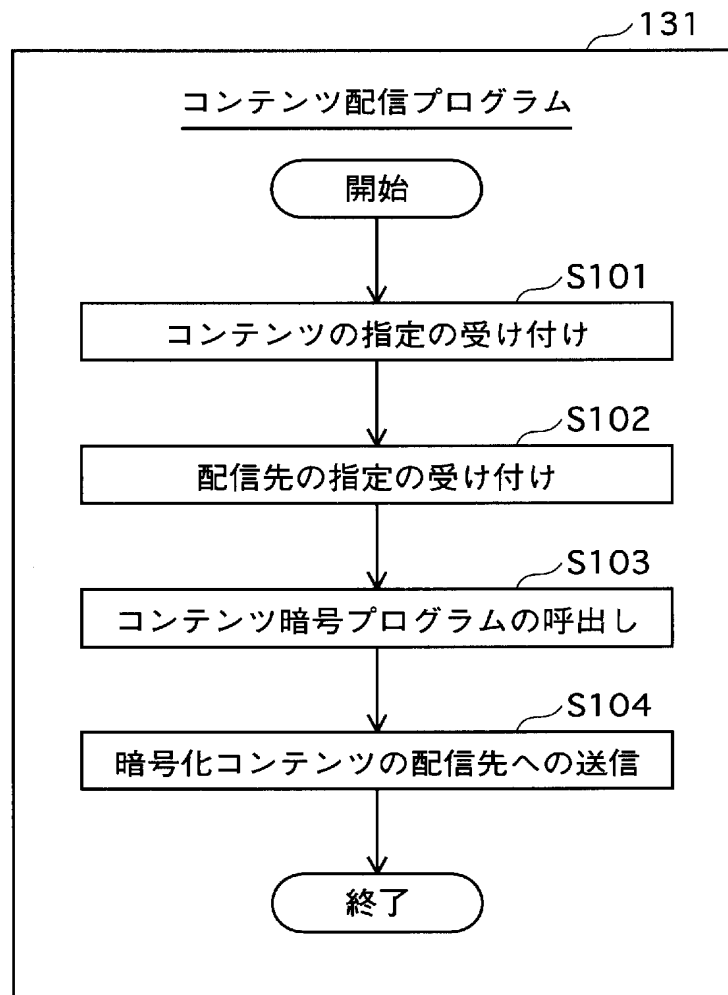 131
コンテンツ配信プログラム
開始
S101
コンテンツの指定の受け付け
S102
配信先の指定の受け付け
S103
コンテンツ暗号プログラムの呼出し
S104
暗号化コンテンツの配信先への送信
終了